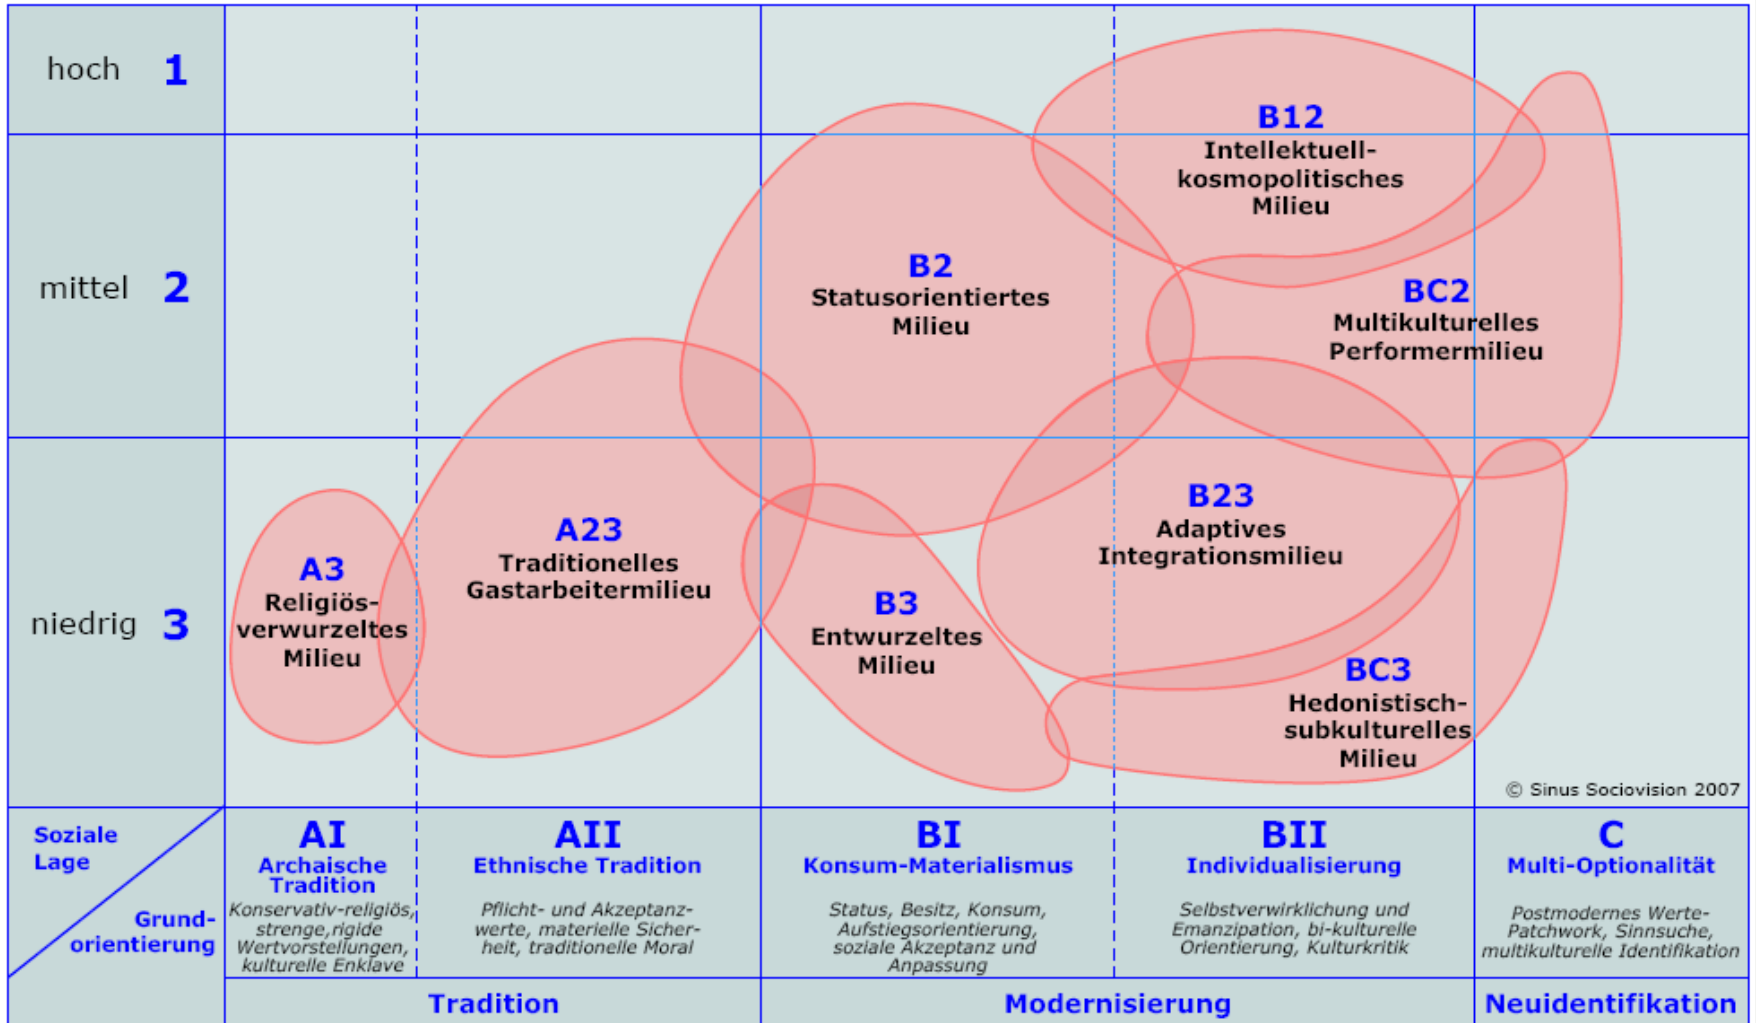 hoch 1
B12
Intellektuell-
kosmopolitisches
Milieu
mittel 2
B2
Statusorientiertes
Milieu
BC2
Multikulturelles
Performermilieu
niedrig 3
A3
Religiös-
verwurzeltes
Milieu
A23
Traditionelles
Gastarbeitermilieu
B3
Entwurzeltes
Milieu
B23
Adaptives
Integrationsmilieu
BC3
Hedonistisch-
subkulturelles
Milieu
© Sinus Sociovision 2007
Soziale
Lage
Grund-
orientierung
AI
Archaische
Tradition
Konservativ-religiös,
strenge,rigide
Wertvorstellungen,
kulturelle Enklave
AII
Ethnische Tradition
Pflicht- und Akzeptanz-
werte, materielle Sicher-
heit, traditionelle Moral
BI
Konsum-Materialismus
Status, Besitz, Konsum,
Aufstiegsorientierung,
soziale Akzeptanz und
Anpassung
BII
Individualisierung
Selbstverwirklichung und
Emanzipation, bi-kulturelle
Orientierung, Kulturkritik
C
Multi-Optionalität
Postmodernes Werte-
Patchwork, Sinnsuche,
multikulturelle Identifikation
Tradition
Modernisierung
Neuidentifikation